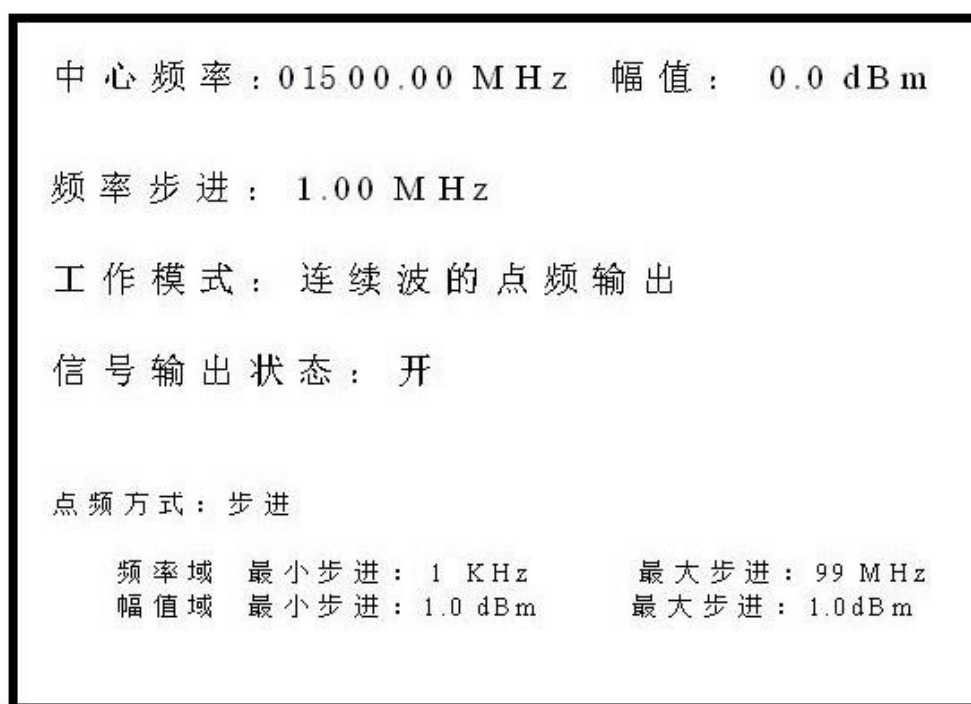 中心频率:01500.00 MHz 幅值: 0.0 dBm
频率步进: 1.00 MHz
工作模式: 连续波的点频输出
信号输出状态: 开
点频方式: 步进
频率域 最小步进: 1 KHz 最大步进: 99 MHz
幅值域 最小步进: 1.0 dBm 最大步进: 1.0dBm